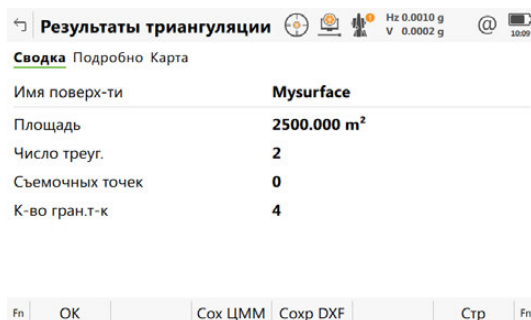 Результаты триангуляции Hz 0.0010 g
V 0.0002 g @ 10:09
Сводка Подробно Карта
Имя поверх-ти Mysurface
Площадь 2500.000 m²
Число треуг. 2
Съемочных точек 0
К-во гран.т-к 4
Fn OK Сох ЦММ Сохр DXF Стр Fn